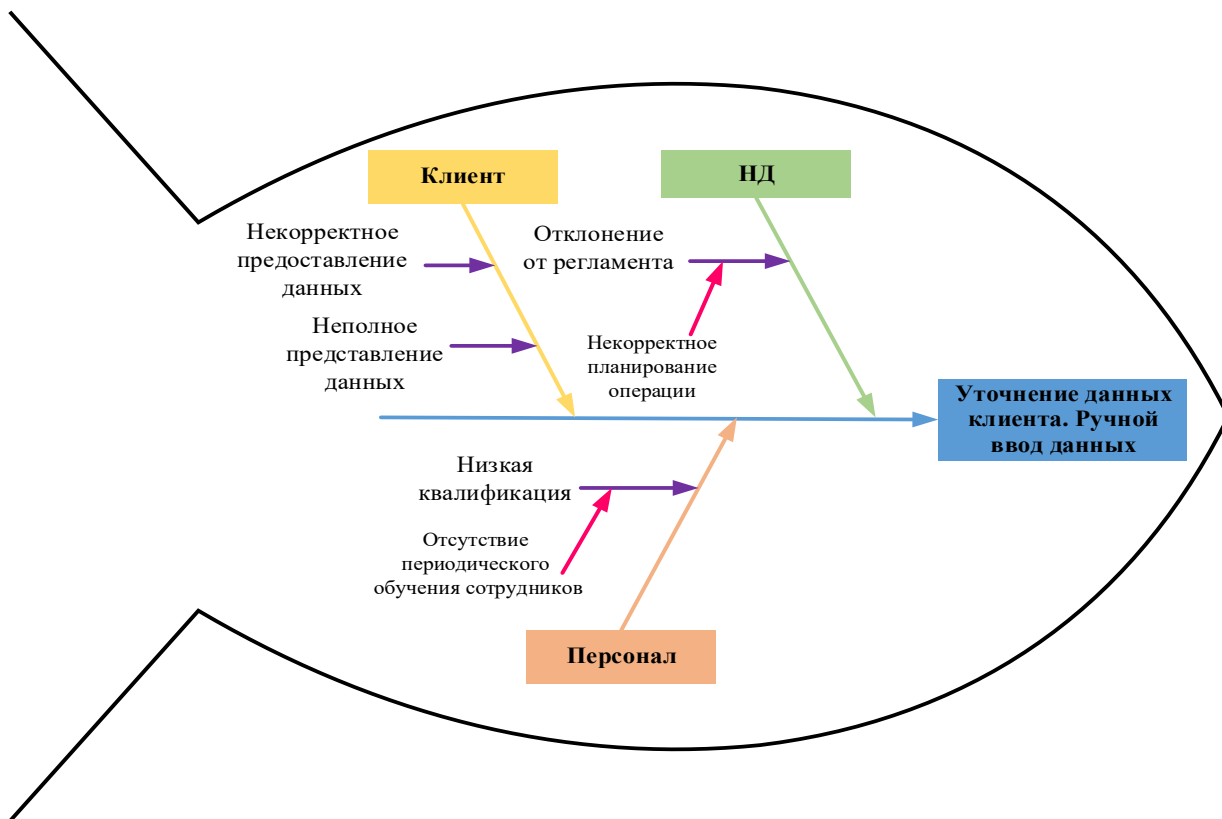 Клиент
НД
Некорректное
предоставление
данных
Отклонение
от регламента
Неполное
представление
данных
Некорректное
планирование
операции
Уточнение данных
клиента. Ручной
ввод данных
Низкая
квалификация
Отсутствие
периодического
обучения сотрудников
Персонал